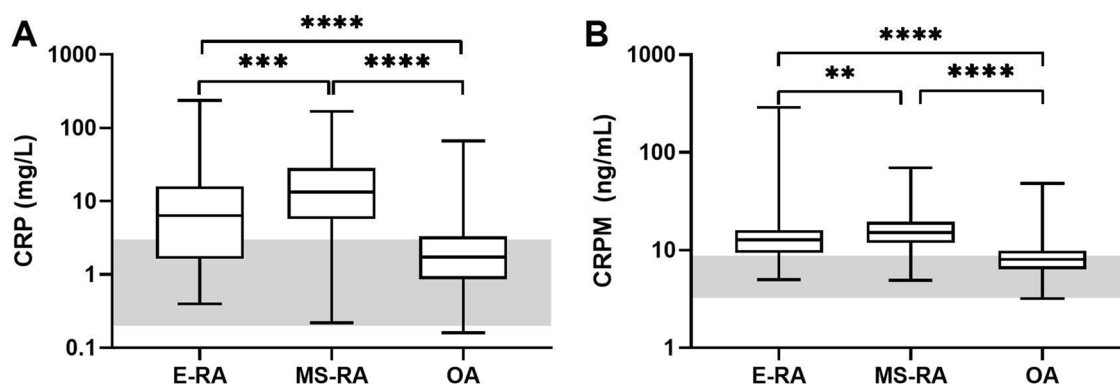 A
CRP (mg/L)
1000
100
10
1
0.1
****
***
****
E-RA
MS-RA
OA
B
CRPM (ng/mL)
1000
100
10
1
****
**
****
E-RA
MS-RA
OA